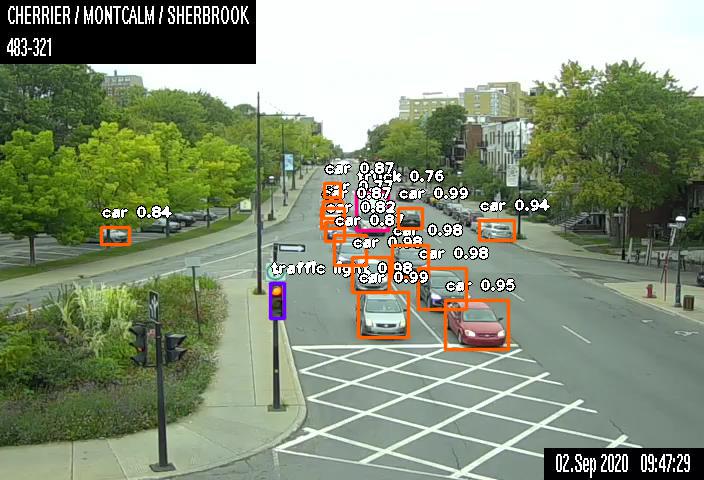 CHERRIER / MONTCALM / SHERBROOK
483-321
car 0.87
truck 0.76
car 0.87
car 0.99
car 0.82
car 0.94
car 0.84
car 0.8
car 0.98
car 0.98
car 0.98
traffic light 0.98
car 0.99
car 0.95
02.Sep 2020 09:47:29